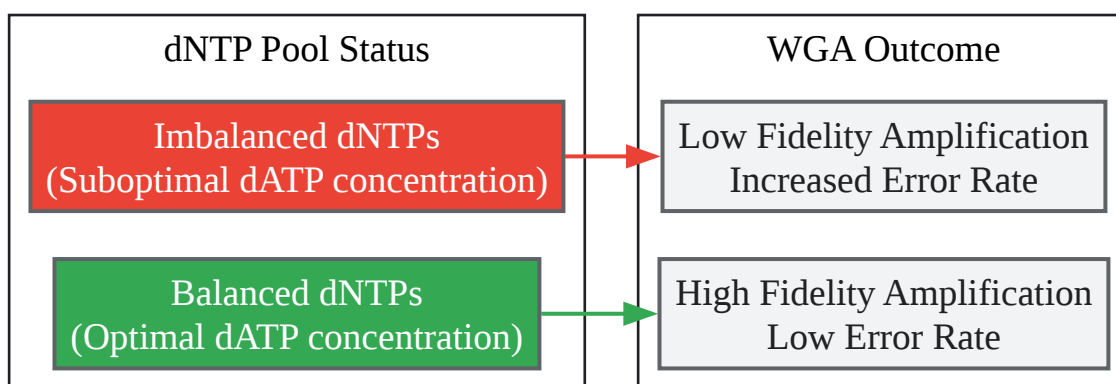 dNTP Pool Status
Imbalanced dNTPs
(Suboptimal dATP concentration)
Balanced dNTPs
(Optimal dATP concentration)
WGA Outcome
Low Fidelity Amplification
Increased Error Rate
High Fidelity Amplification
Low Error Rate